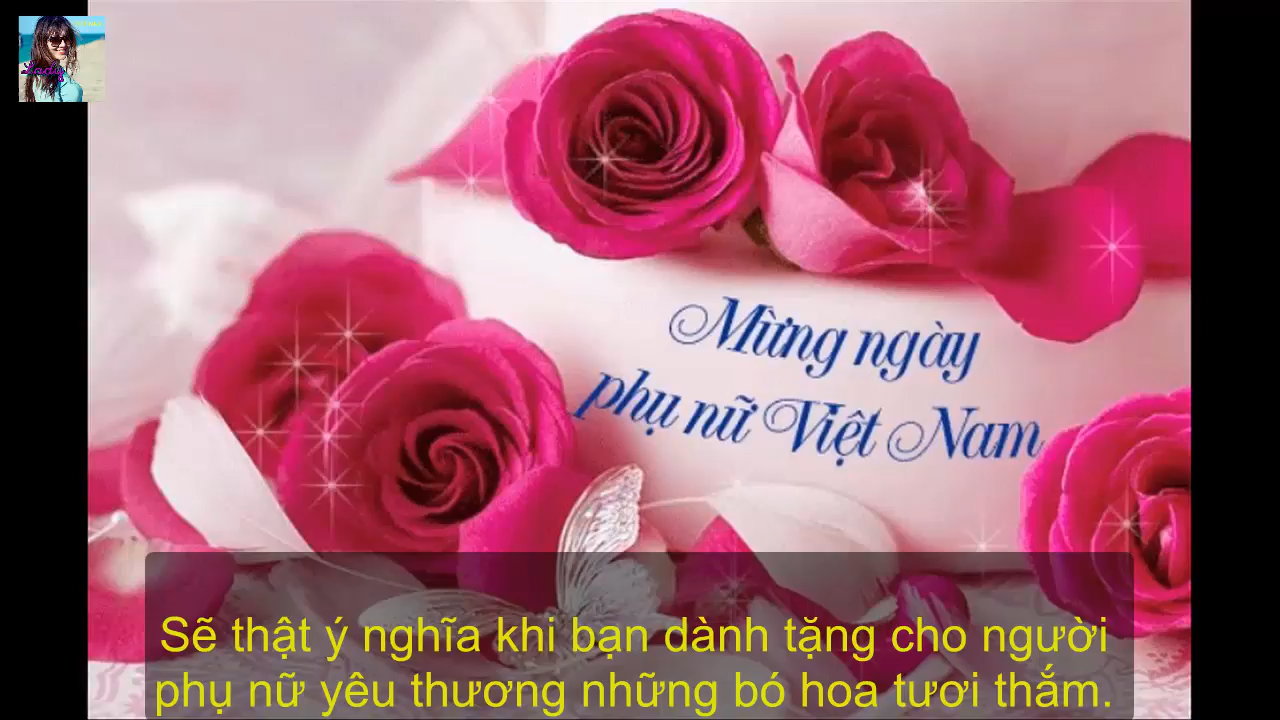 Lady
Mừng ngày
phụ nữ Việt Nam
Sẽ thật ý nghĩa khi bạn dành tặng cho người
phụ nữ yêu thương những bó hoa tươi thắm.